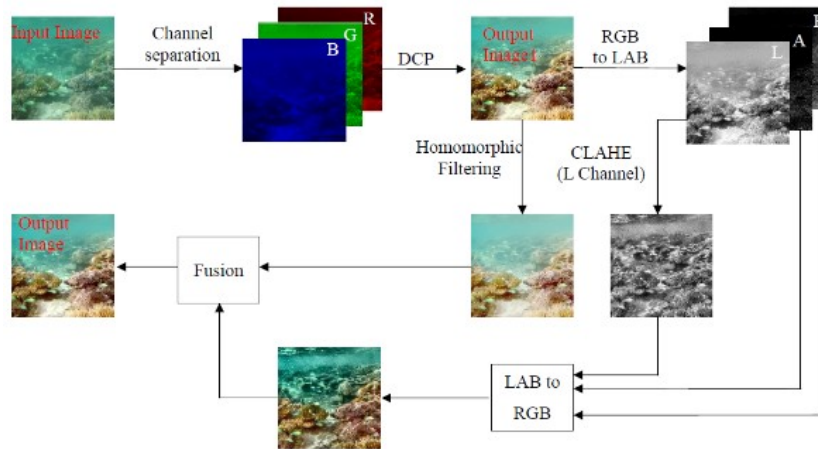 Input Image
Channel
separation
R
G
B
DCP
Output
Image1
RGB
to LAB
A
L
Homomorphic
Filtering
CLAHE
(L Channel)
Output
Image
Fusion
LAB to
RGB